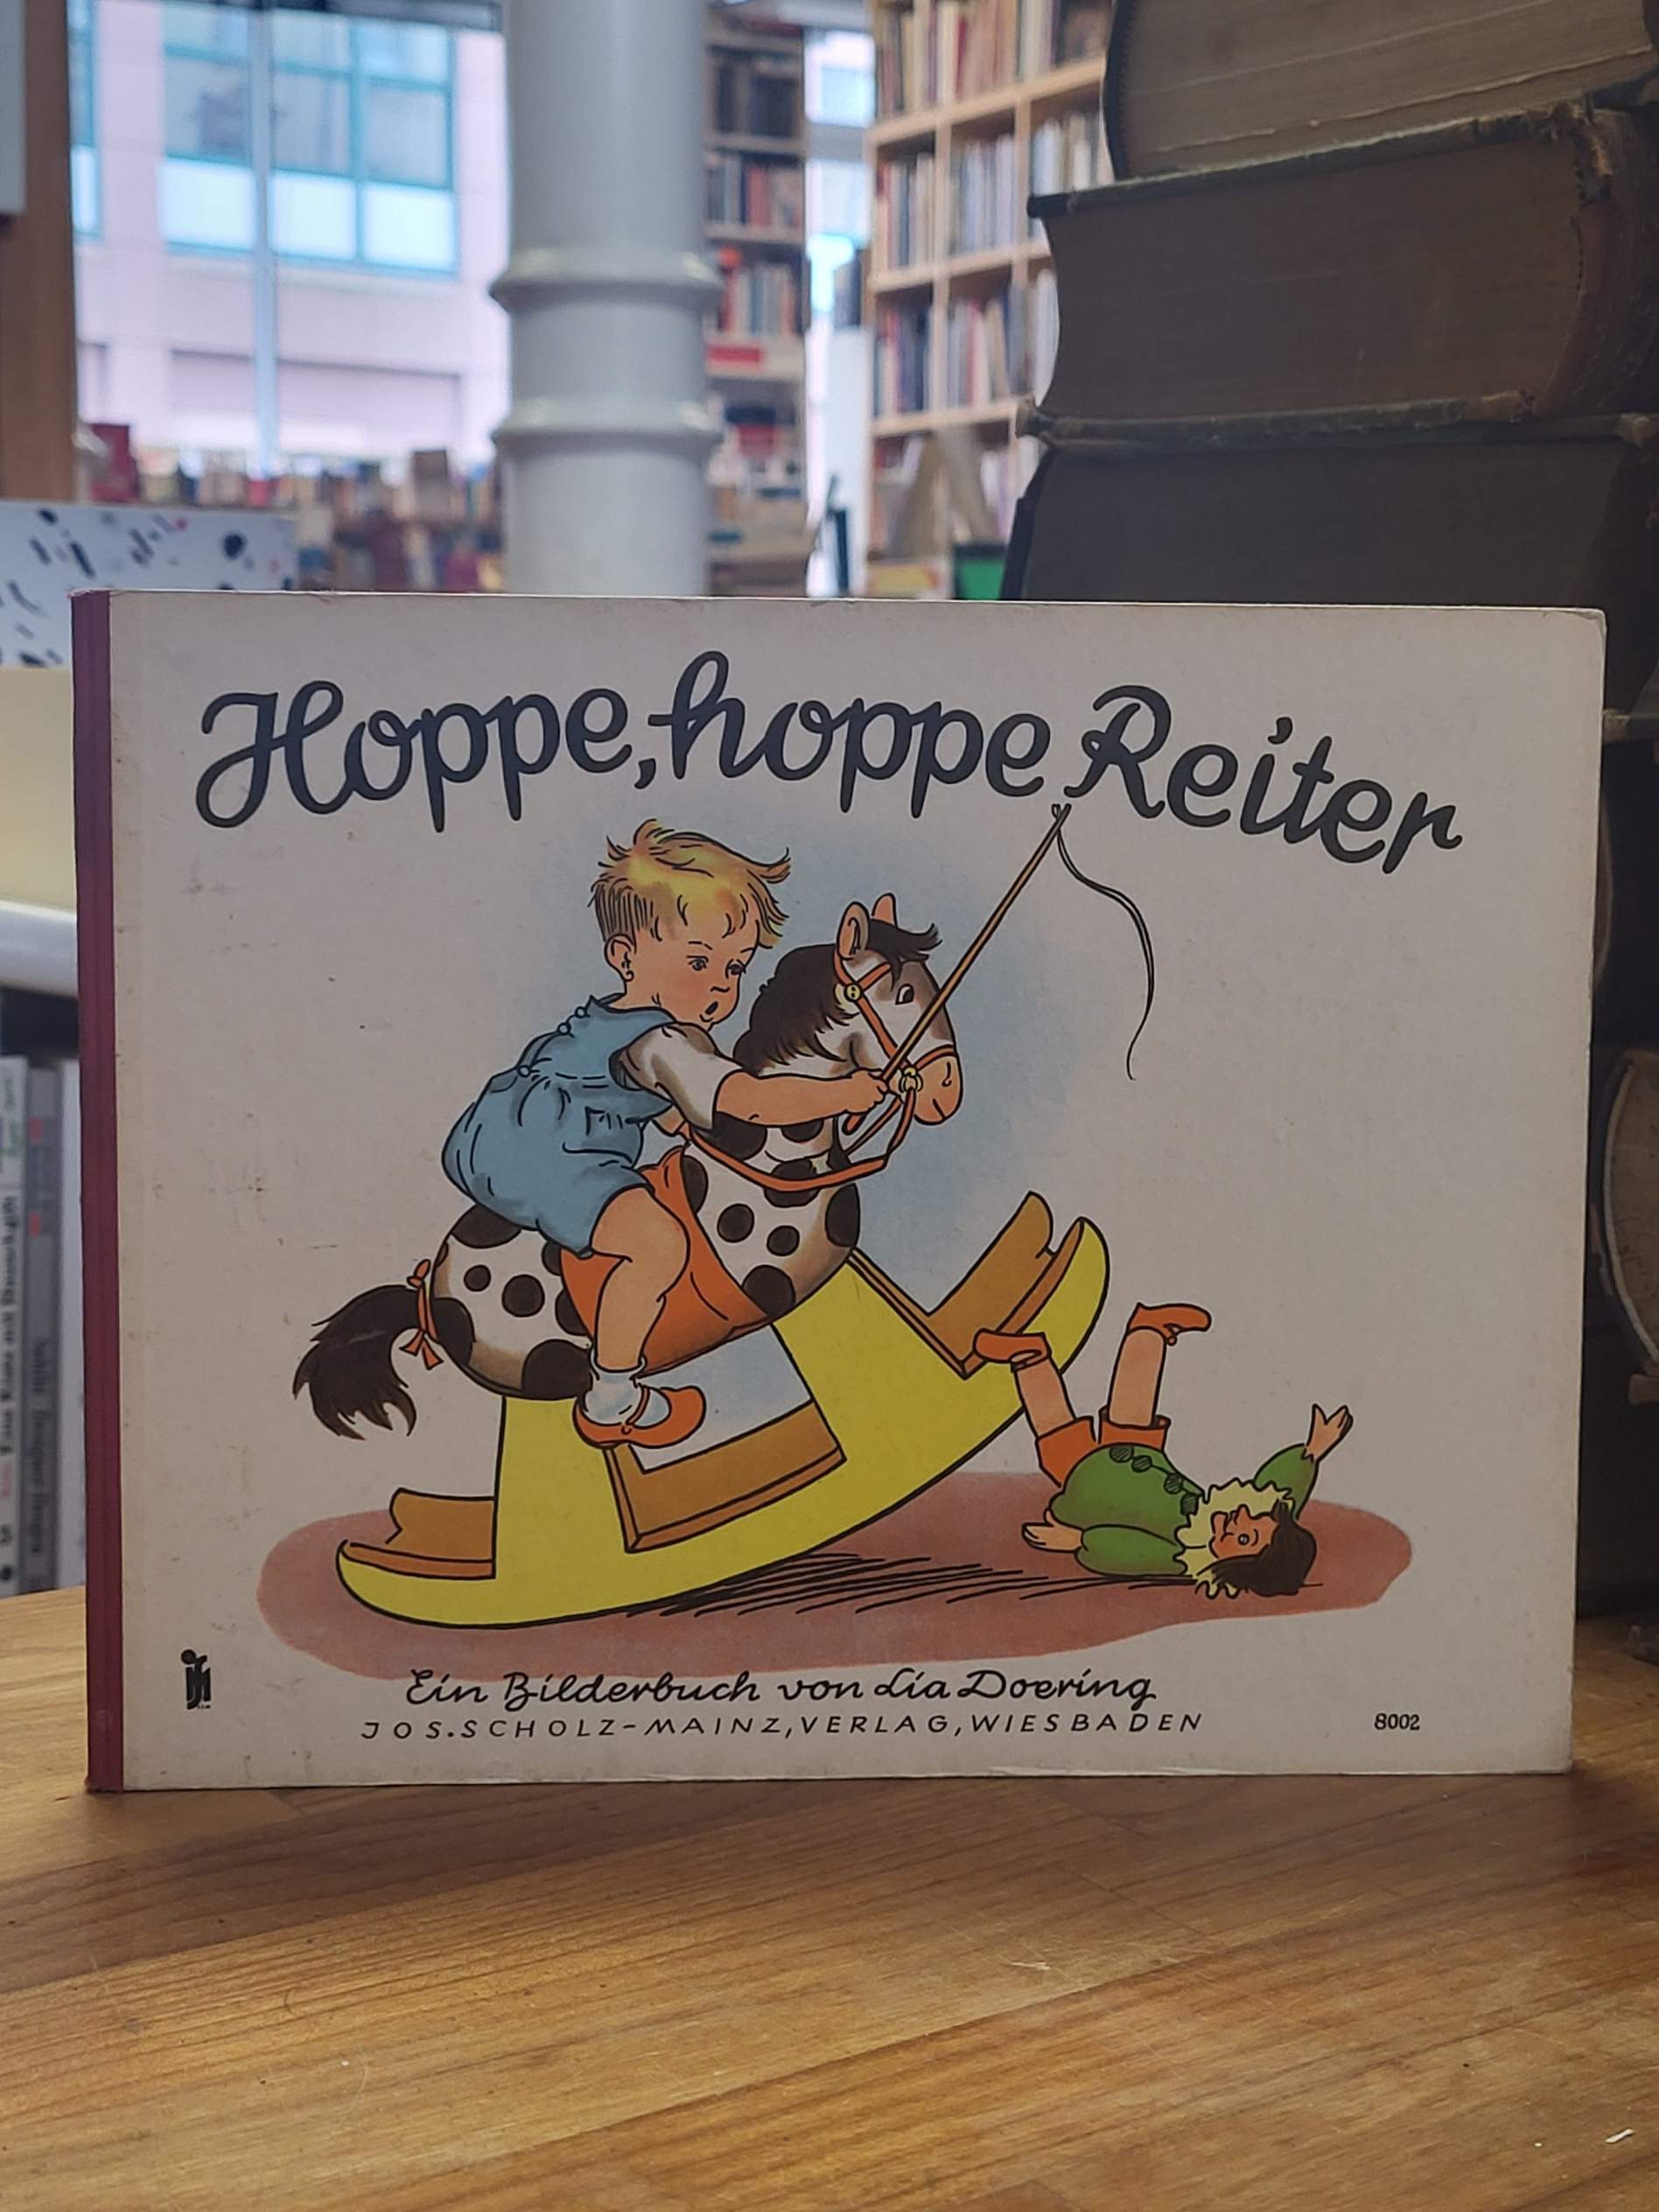 Hoppe, hoppe Reiter
Ein Bilderbuch von Lia Doering
JOS. SCHOLZ-MAINZ, VERLAG, WIESBADEN
8002